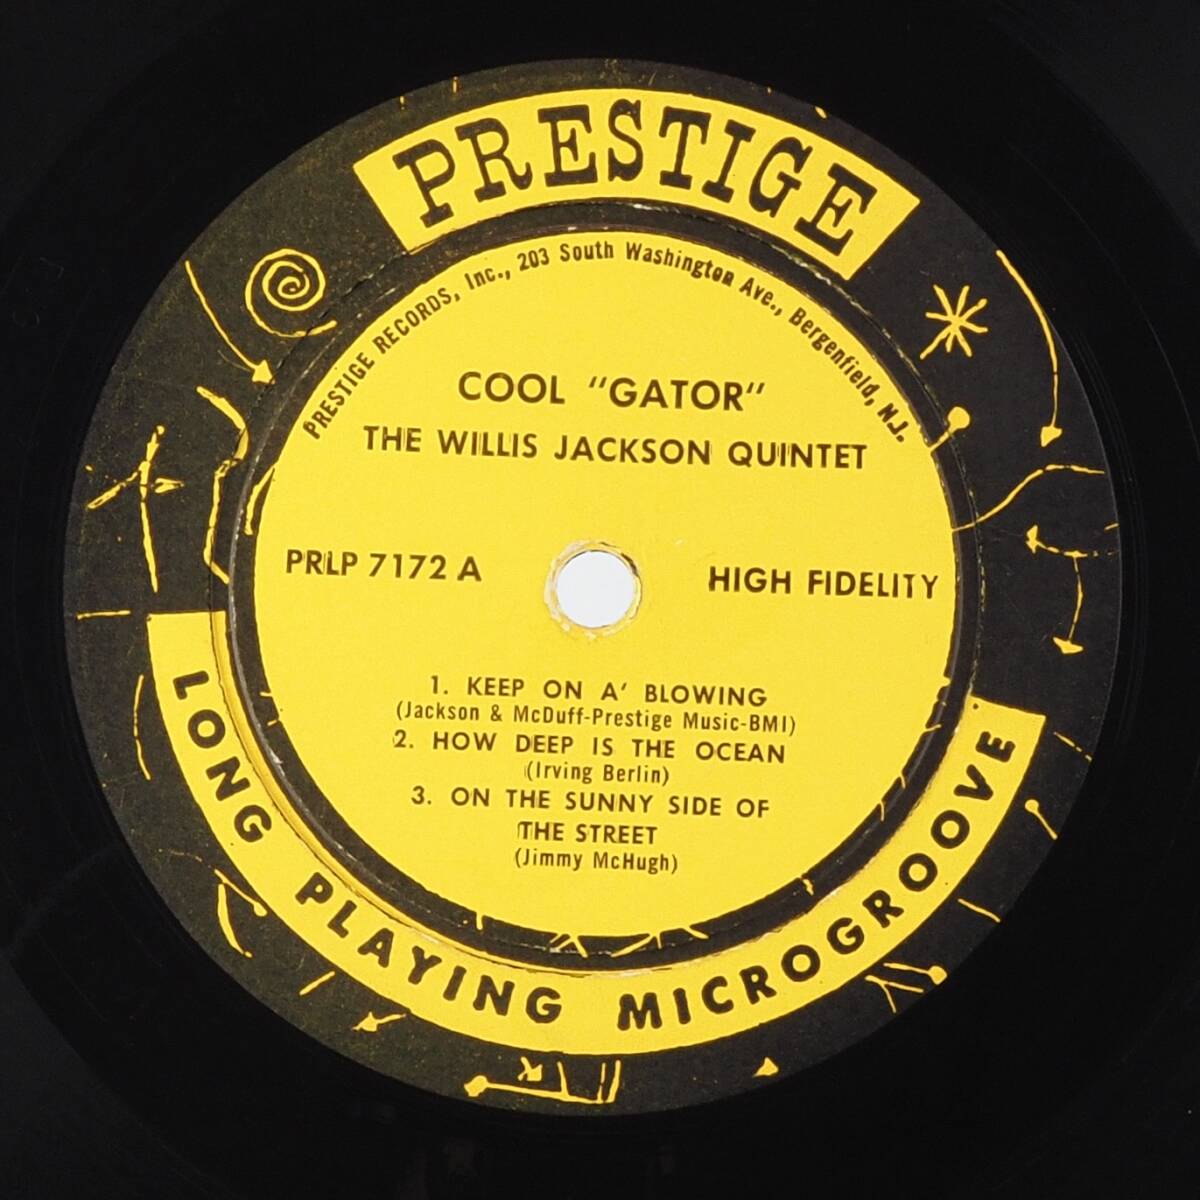 PRESTIGE
PRESTIGE RECORDS, Inc., 203 South Washington Ave., Bergenfield, N.J.
COOL "GATOR"
THE WILLIS JACKSON QUINTET
PRLP 7172 A
HIGH FIDELITY
1. KEEP ON A' BLOWING
(Jackson & McDuff-Prestige Music-BMI)
2. HOW DEEP IS THE OCEAN
(Irving Berlin)
3. ON THE SUNNY SIDE OF
THE STREET
(Jimmy McHugh)
LONG PLAYING MICROGROOVE